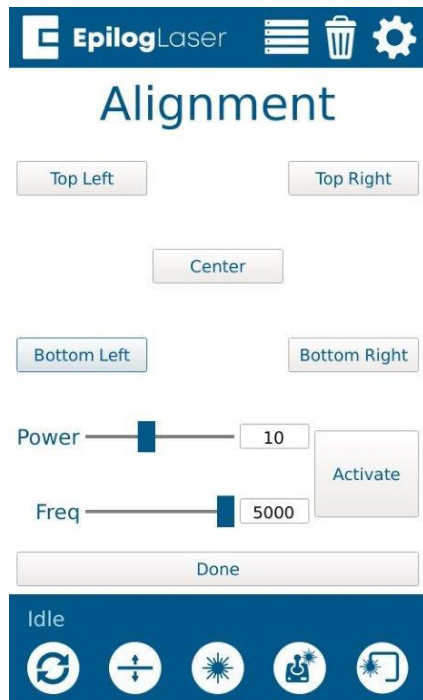 EpilogLaser
Alignment
Top Left
Top Right
Center
Bottom Left
Bottom Right
Power
10
Activate
Freq
5000
Done
Idle